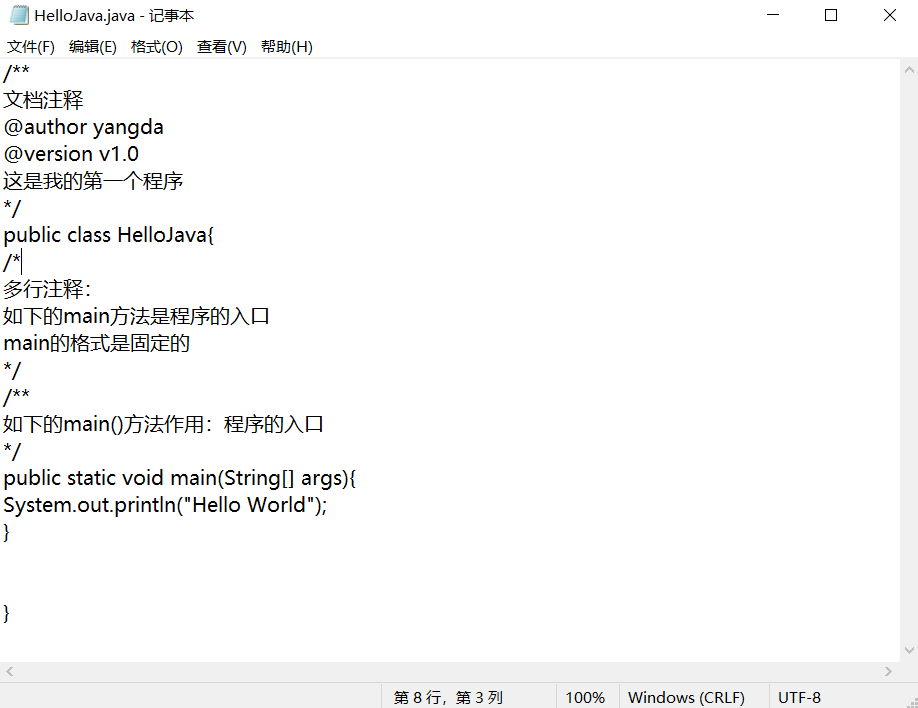 HelloJava.java - 记事本
文件(F) 编辑(E) 格式(O) 查看(V) 帮助(H)
/**
文档注释
@author yangda
@version v1.0
这是我的第一个程序
*/
public class HelloJava{
/*
多行注释：
如下的main方法是程序的入口
main的格式是固定的
*/
/**
如下的main()方法作用：程序的入口
*/
public static void main(String[] args){
System.out.println("Hello World");
}
}
第 8 行，第 3 列 100% Windows (CRLF) UTF-8